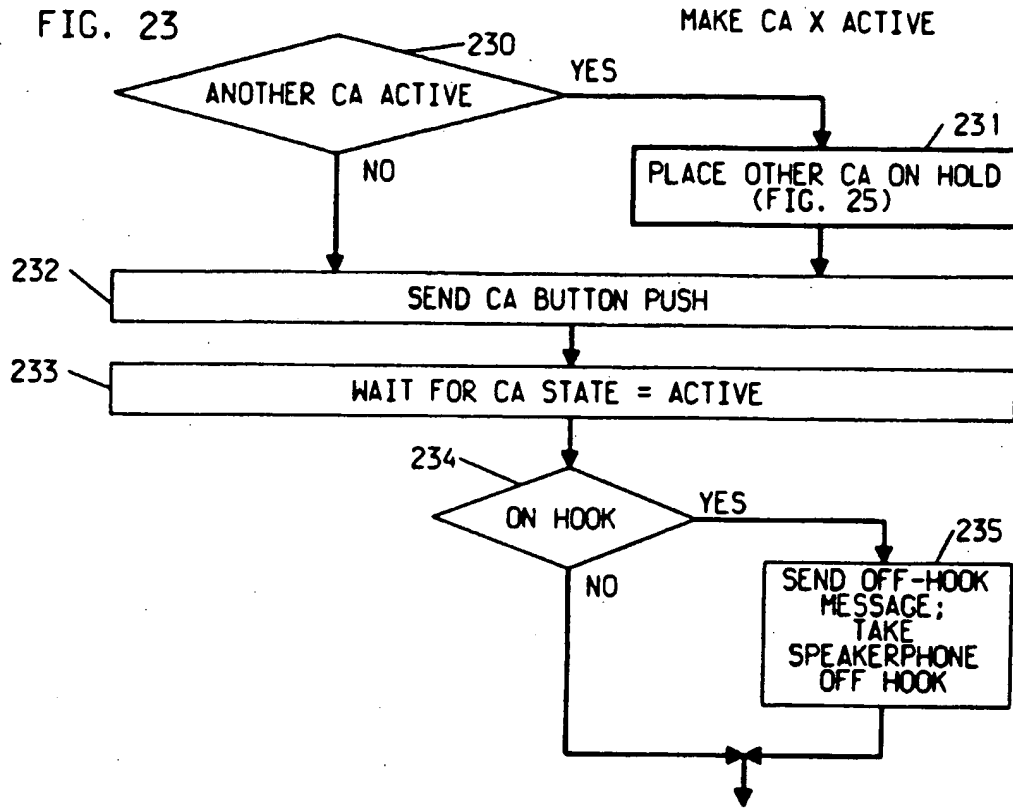 FIG. 23
MAKE CA X ACTIVE
230
ANOTHER CA ACTIVE
YES
231
NO
PLACE OTHER CA ON HOLD
(FIG. 25)
232
SEND CA BUTTON PUSH
233
WAIT FOR CA STATE = ACTIVE
234
ON HOOK
YES
235
NO
SEND OFF-HOOK
MESSAGE;
TAKE
SPEAKERPHONE
OFF HOOK